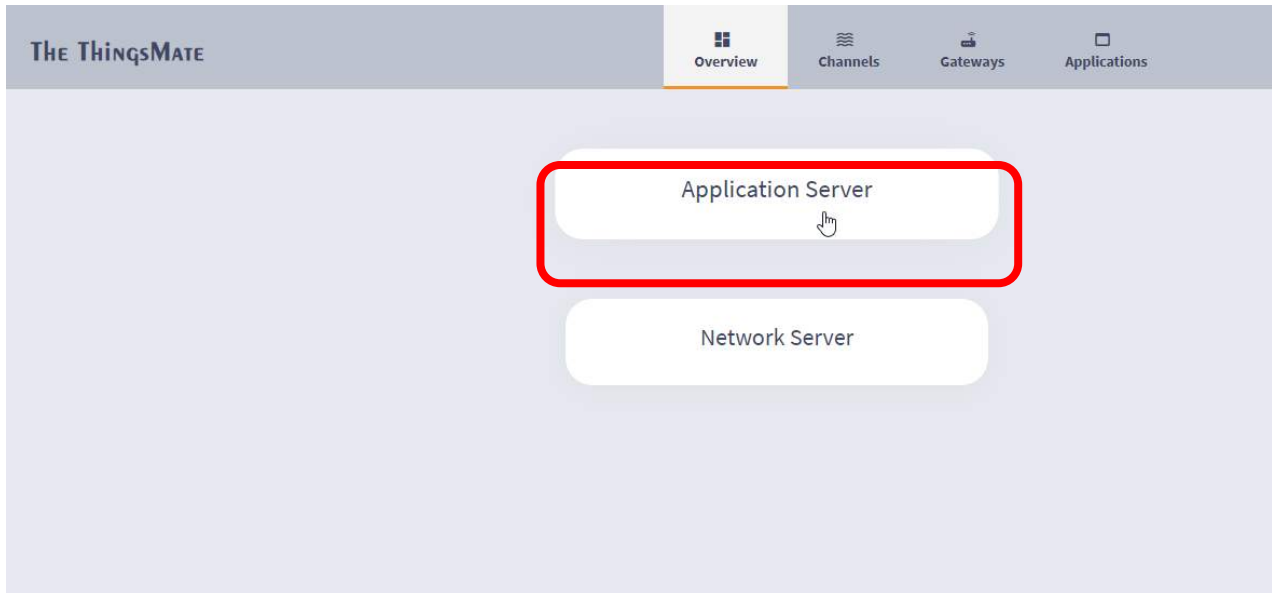 The ThingsMate
Overview
Channels
Gateways
Applications
Application Server
Network Server